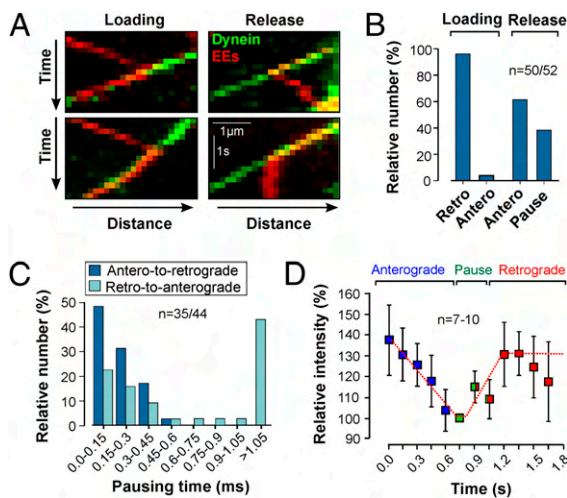 A
Loading
Release
Time
Dynein
EEs
Time
1µm
1s
Distance
Distance
B
Loading Release
Relative number (%)
100
80
60
40
20
0
n=50/52
Retro
Antero
Antero
Pause
C
Antero-to-retrograde
Retro-to-anterograde
n=35/44
Relative number (%)
50
40
30
20
10
0
0.0-0.15
0.15-0.3
0.3-0.45
0.45-0.6
0.6-0.75
0.75-0.9
0.9-1.05
>1.05
Pausing time (ms)
D
Anterograde Pause Retrograde
n=7-10
Relative intensity (%)
160
150
140
130
120
110
100
90
0.0 0.3 0.6 0.9 1.2 1.5 1.8
Time (s)